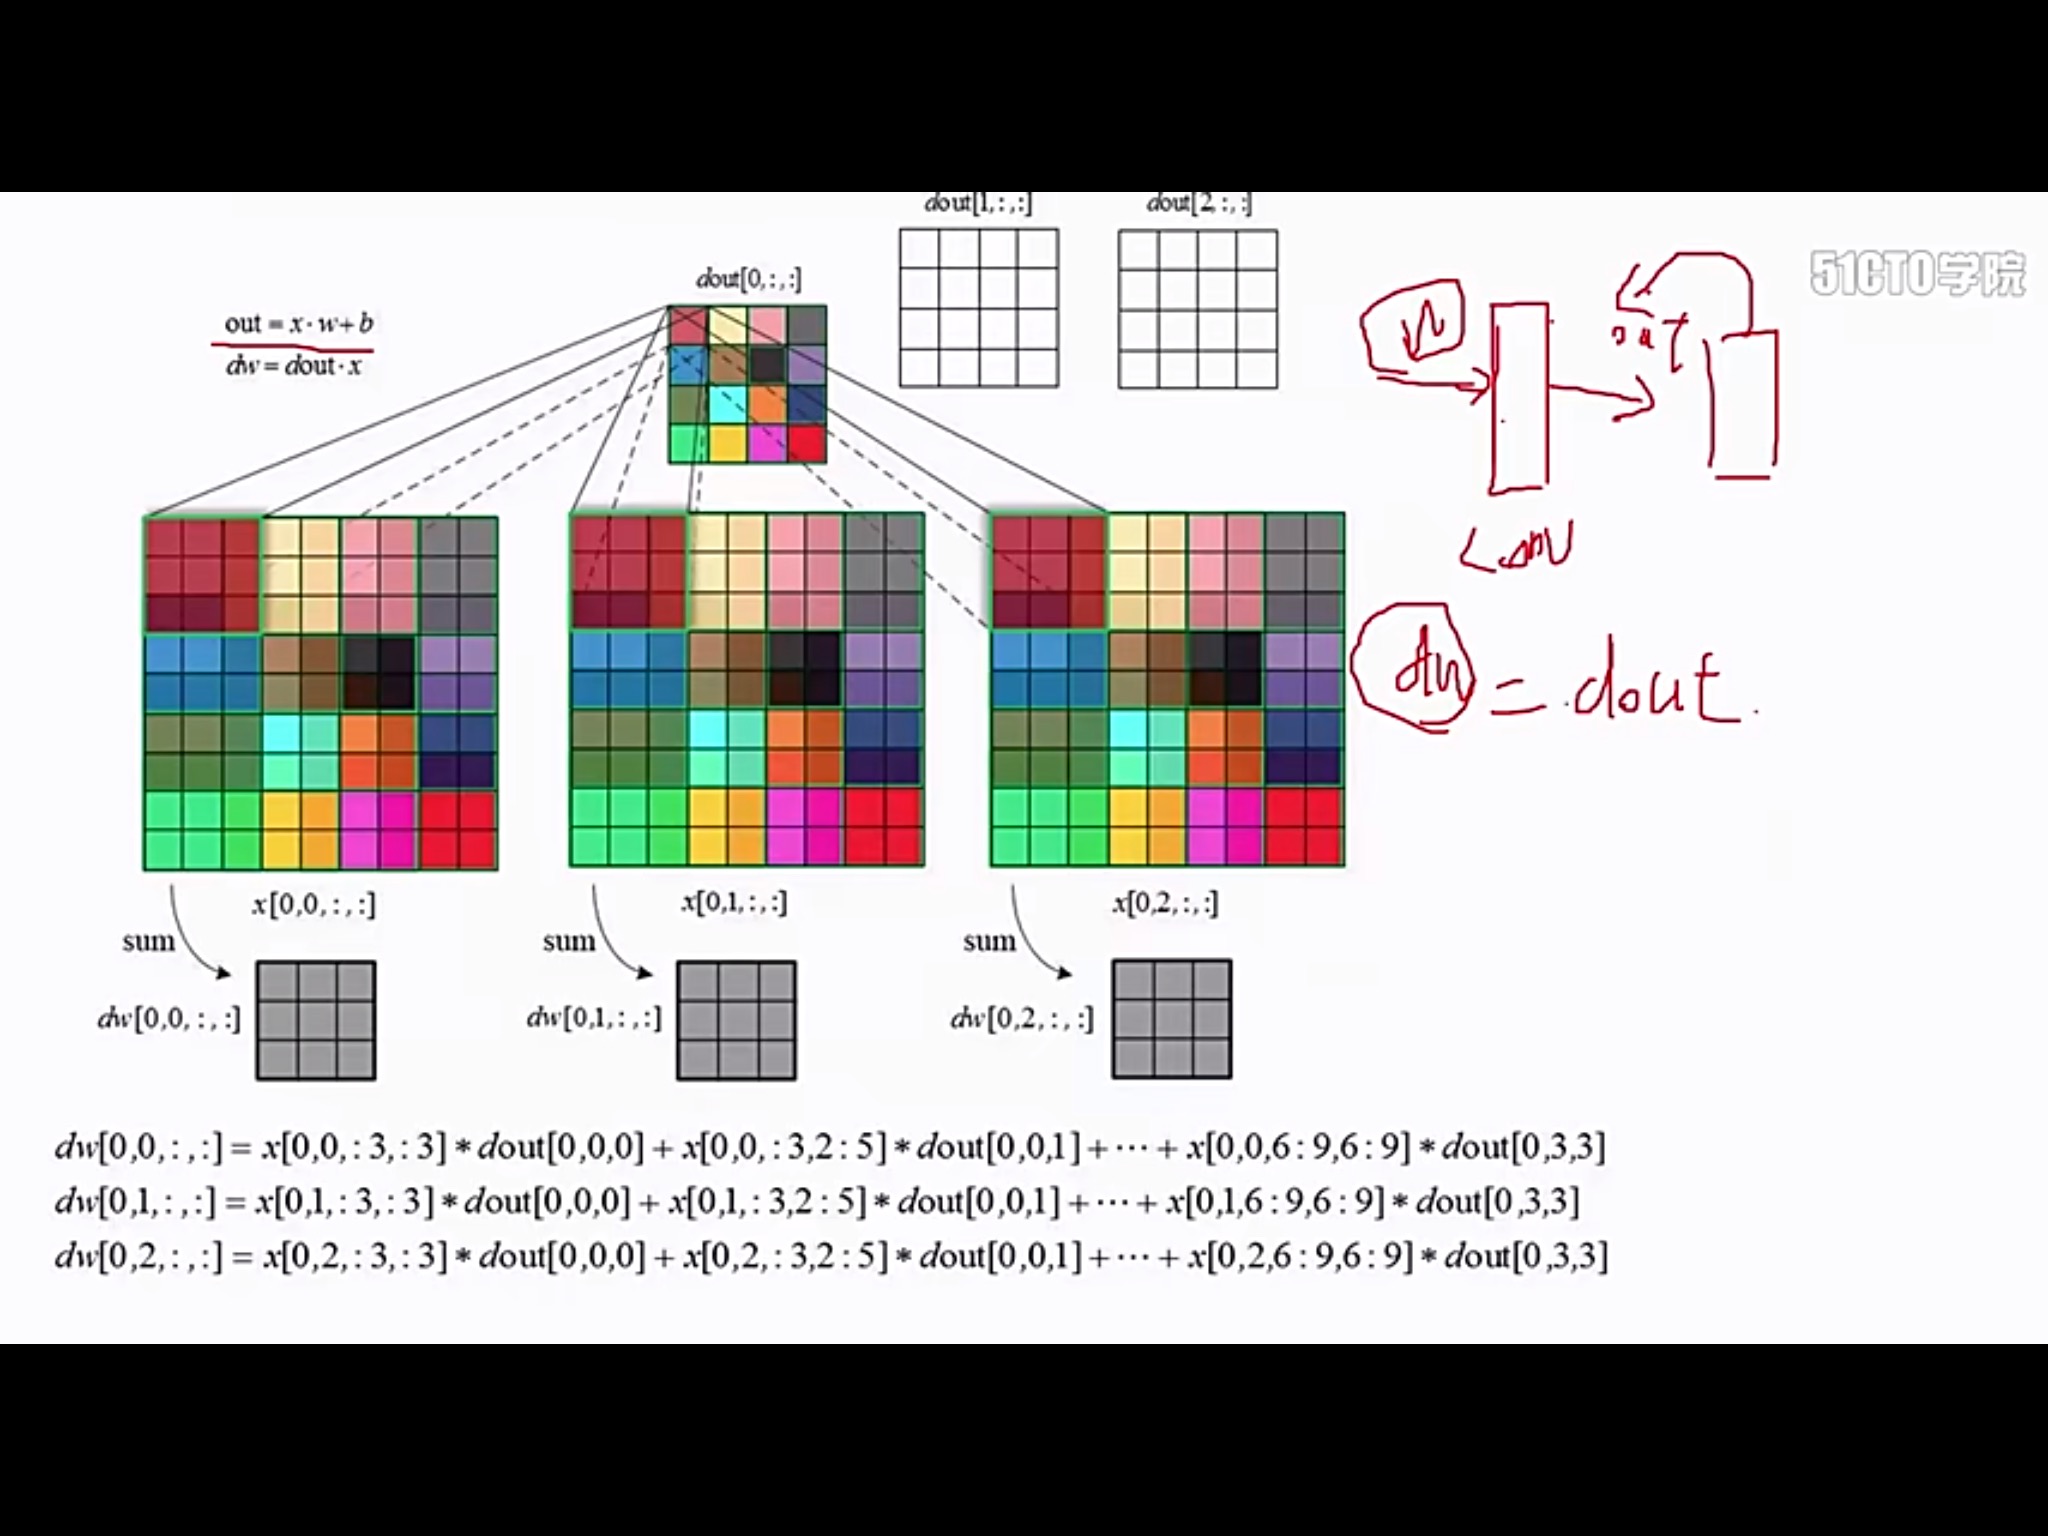 dout[1,:,:]
dout[2,:,:]
51CTO学院
dout[0,:,:]
out = x · w + b
dw = dout · x
W
out
conv
dw = dout
x[0,0,:,:]
x[0,1,:,:]
x[0,2,:,:]
sum
sum
sum
dw[0,0,:,:]
dw[0,1,:,:]
dw[0,2,:,:]
dw[0,0,:,:] = x[0,0,:3,:3] * dout[0,0,0] + x[0,0,:3,2:5] * dout[0,0,1] + ⋯ + x[0,0,6:9,6:9] * dout[0,3,3]
dw[0,1,:,:] = x[0,1,:3,:3] * dout[0,0,0] + x[0,1,:3,2:5] * dout[0,0,1] + ⋯ + x[0,1,6:9,6:9] * dout[0,3,3]
dw[0,2,:,:] = x[0,2,:3,:3] * dout[0,0,0] + x[0,2,:3,2:5] * dout[0,0,1] + ⋯ + x[0,2,6:9,6:9] * dout[0,3,3]